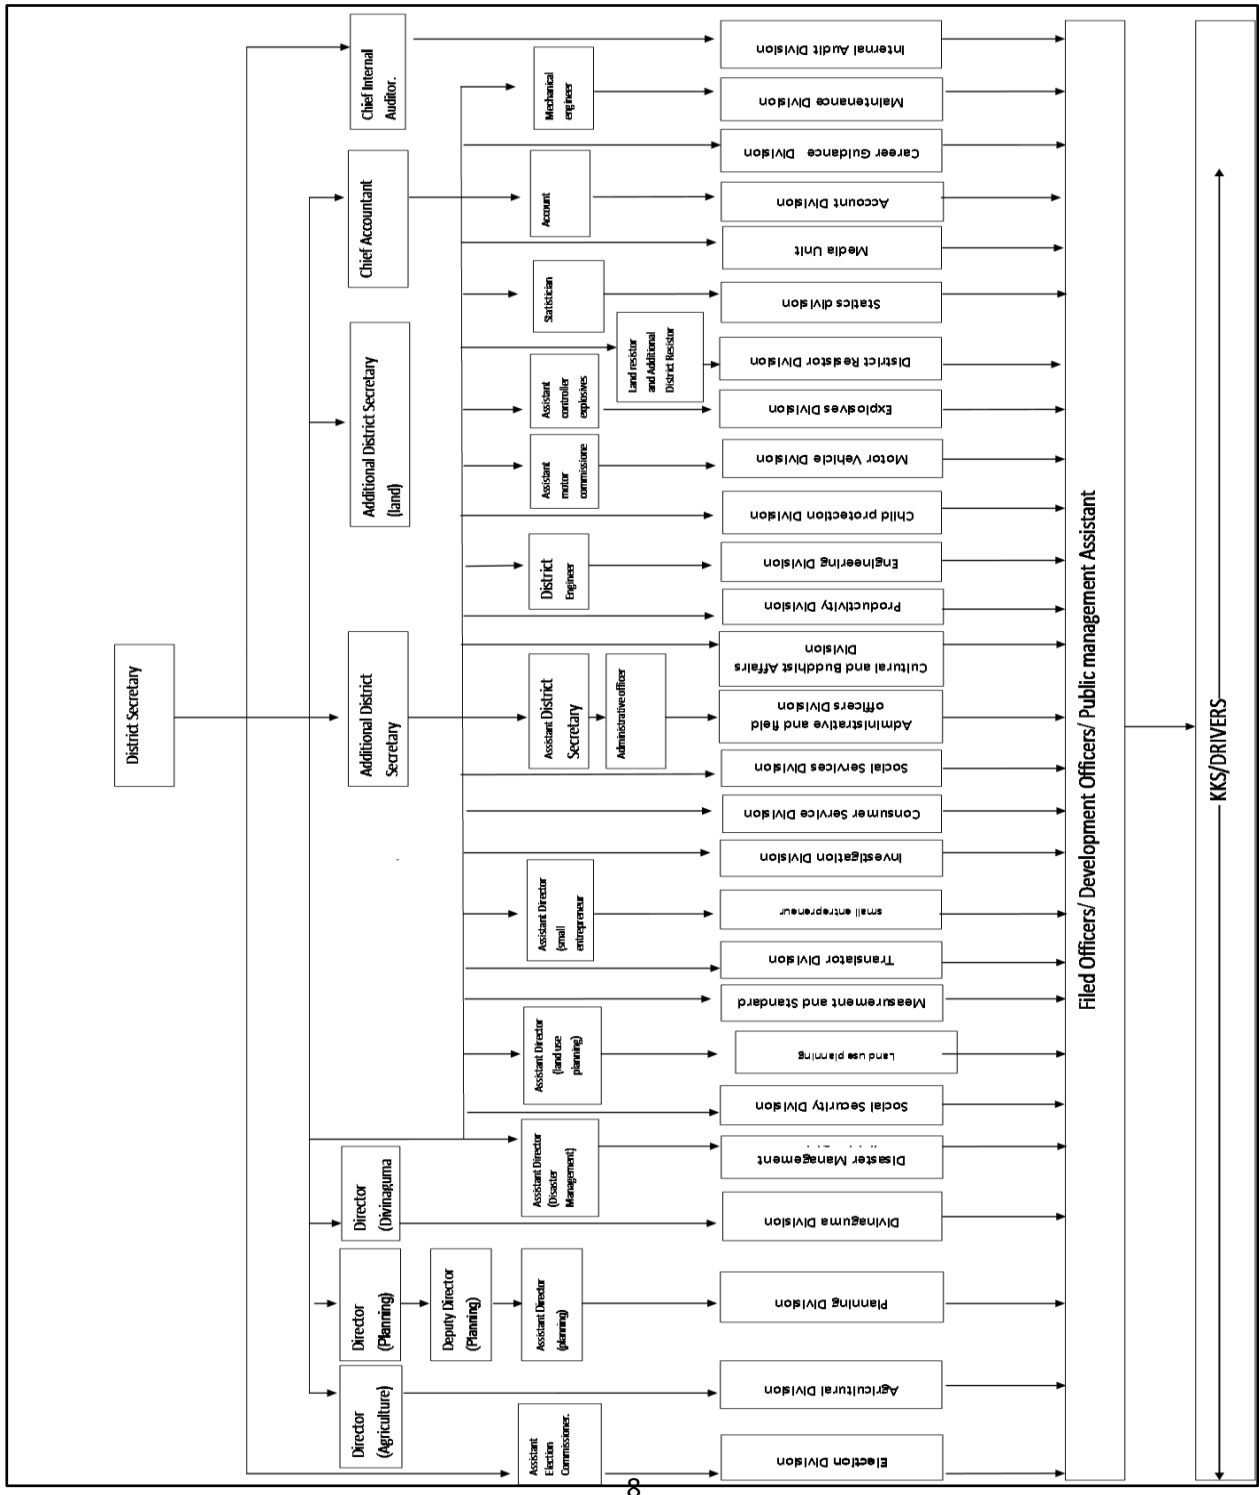 District Secretary
Chief Internal
Auditor.
Chief Accountant
Additional District Secretary
(land)
Additional District
Secretary
Director
(Divinaguma
Director
(Planning)
Director
(Agriculture)
Deputy Director
(Planning)
Mechanical
engineer
Account
Statistician
Land resistor
and Additional
District Resistor
Assistant
controller
explosives
Assistant
motor
commissione
District
Engineer
Assistant District
Secretary
Administrative officer
Assistant Director
(small
entrepreneur
Assistant Director
(land use
planning)
Assistant Director
(Disaster
Management)
Assistant Director
(planning)
Assistant
Election
Commissioner.
Internal Audit Division
Maintenance Division
Career Guidance Division
Account Division
Media Unit
Statics division
District Resistor Division
Explosives Division
Motor Vehicle Division
Child protection Division
Engineering Division
Productivity Division
Cultural and Buddhist Affairs
Division
Administrative and field
officers Division
Social Services Division
Consumer Service Division
Investigation Division
small entrepreneur
Translator Division
Measurement and Standard
Land use planning
Social Security Division
Disaster Management
Divinaguma Division
Planning Division
Agricultural Division
Election Division
Filed Officers/ Development Officers/ Public management Assistant
KKS/DRIVERS
8